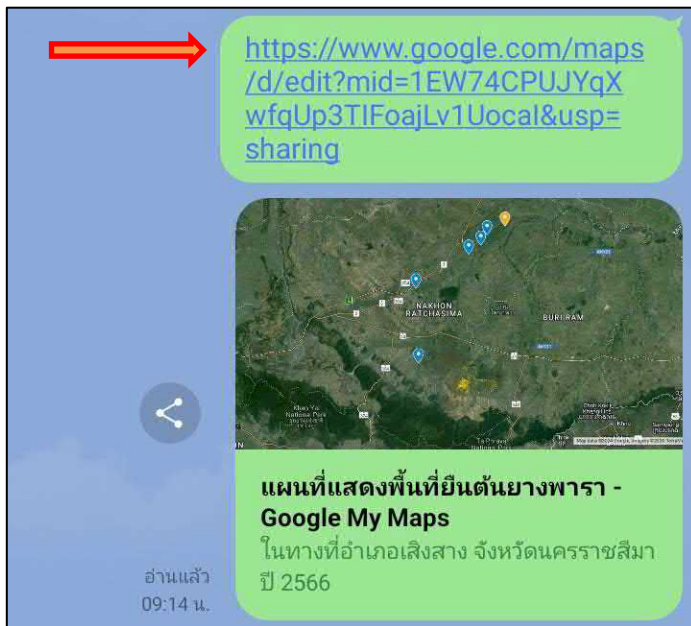 https://www.google.com/maps
/d/edit?mid=1EW74CPUJYqX
wfqUp3TIFoajLv1Uocal&usp=
sharing
NAKHON
RATCHASIMA
BURI RAM
Khao Yai
National Park
แผนที่แสดงพื้นที่ยืนต้นยางพารา -
Google My Maps
ในทางที่อำเภอเสิงสาง จังหวัดนครราชสีมา
ปี 2566
อ่านแล้ว
09:14 น.